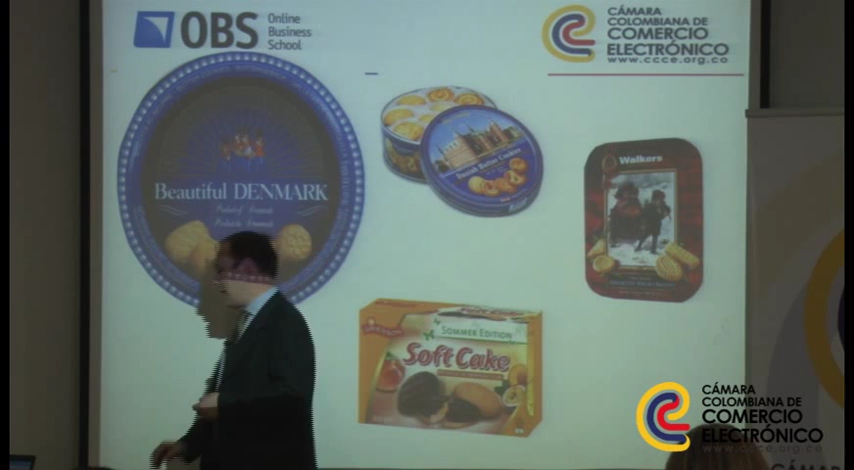 OBS
Online
Business
School
CÁMARA
COLOMBIANA DE
COMERCIO
ELECTRÓNICO
www.ccce.org.co
Beautiful DENMARK
Danish Butter Cookies
Walkers
SOMMER EDITION
Soft Cake
CÁMARA
COLOMBIANA DE
COMERCIO
ELECTRÓNICO
www.ccce.org.co
CÁMAR